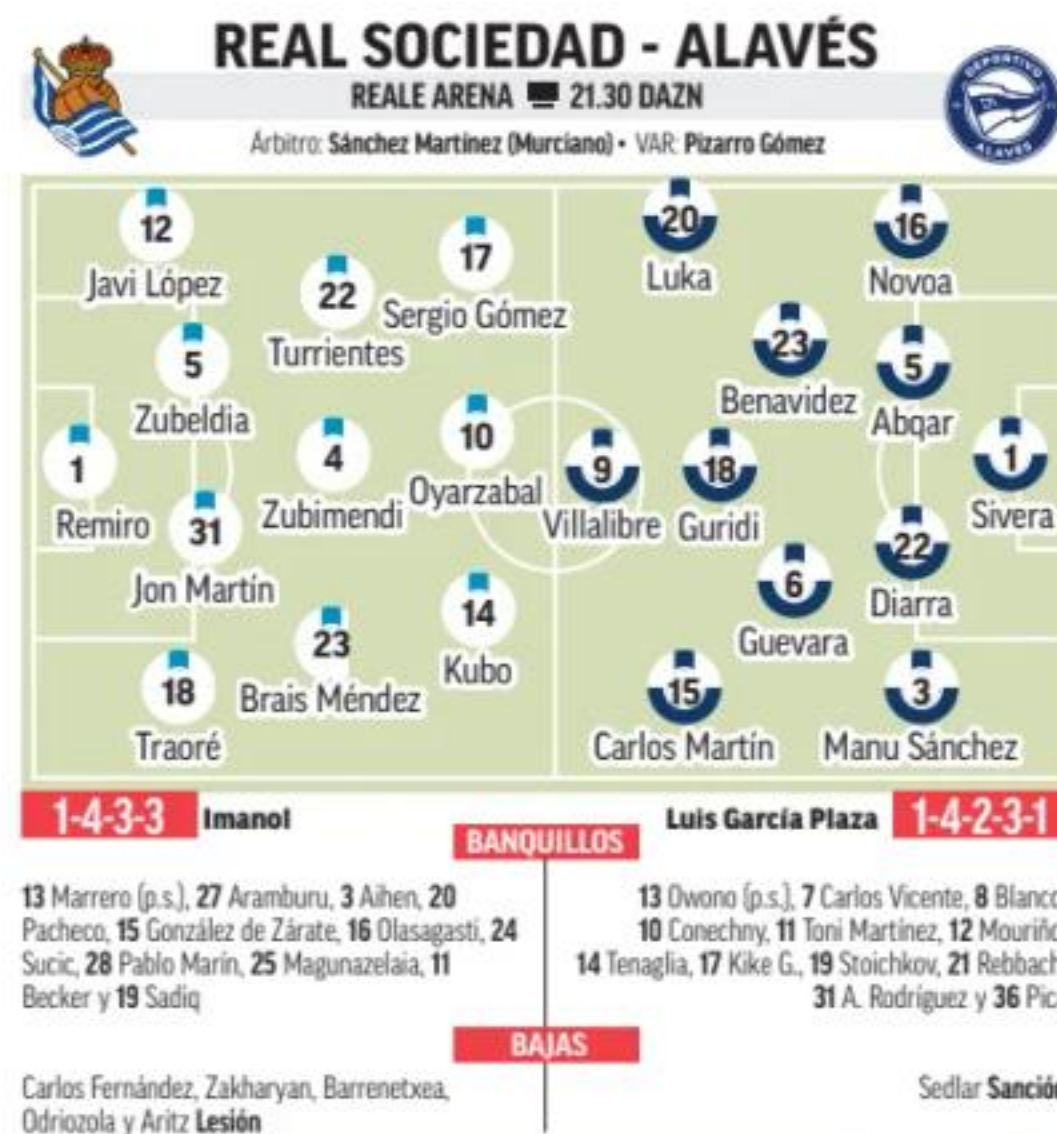 REAL SOCIEDAD - ALAVÉS
REALE ARENA 21.30 DAZN
Árbitro: Sánchez Martínez (Murciano) • VAR: Pizarro Gómez
DEPORTIVO
ALAVÉS
12
Javi López
22
Turrientes
17
Sergio Gómez
5
Zubeldia
1
Remiro
4
Zubimendi
10
Oyarzabal
31
Jon Martín
23
Brais Méndez
14
Kubo
18
Traoré
20
Luka
16
Novoa
23
Benavidez
5
Abqar
9
Villalibre
18
Guridi
1
Sivera
22
Diarra
6
Guevara
15
Carlos Martín
3
Manu Sánchez
1-4-3-3 Imanol
Luis García Plaza 1-4-2-3-1
BANQUILLOS
13 Marrero (p.s.), 27 Aramburu, 3 Aihen, 20
Pacheco, 15 González de Zárate, 16 Olasagasti, 24
Sucic, 28 Pablo Marín, 25 Magunazelaia, 11
Becker y 19 Sadiq
13 Owono (p.s.), 7 Carlos Vicente, 8 Blanco
10 Conechny, 11 Toni Martínez, 12 Mouriño
14 Tenaglia, 17 Kike G., 19 Stoichkov, 21 Rebbach
31 A. Rodríguez y 36 Pica
BAJAS
Carlos Fernández, Zakharyan, Barrenetxea,
Odriozola y Aritz Lesión
Sedlar Sanción